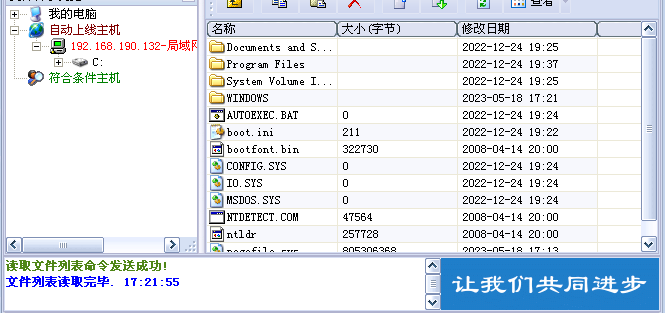 查看
我的电脑
自动上线主机
192.168.190.132-局域网
C:
符合条件主机
名称 大小(字节) 修改日期
Documents and S... 2022-12-24 19:25
Program Files 2022-12-24 19:37
System Volume I... 2022-12-24 19:25
WINDOWS 2023-05-18 17:21
AUTOEXEC.BAT 0 2022-12-24 19:24
boot.ini 211 2022-12-24 19:22
bootfont.bin 322730 2008-04-14 20:00
CONFIG.SYS 0 2022-12-24 19:24
IO.SYS 0 2022-12-24 19:24
MSDOS.SYS 0 2022-12-24 19:24
NTDETECT.COM 47564 2008-04-14 20:00
ntldr 257728 2008-04-14 20:00
pagefile.sys 805306368 2023-05-18 17:13
读取文件列表命令发送成功!
文件列表读取完毕. 17:21:55
让我们共同进步